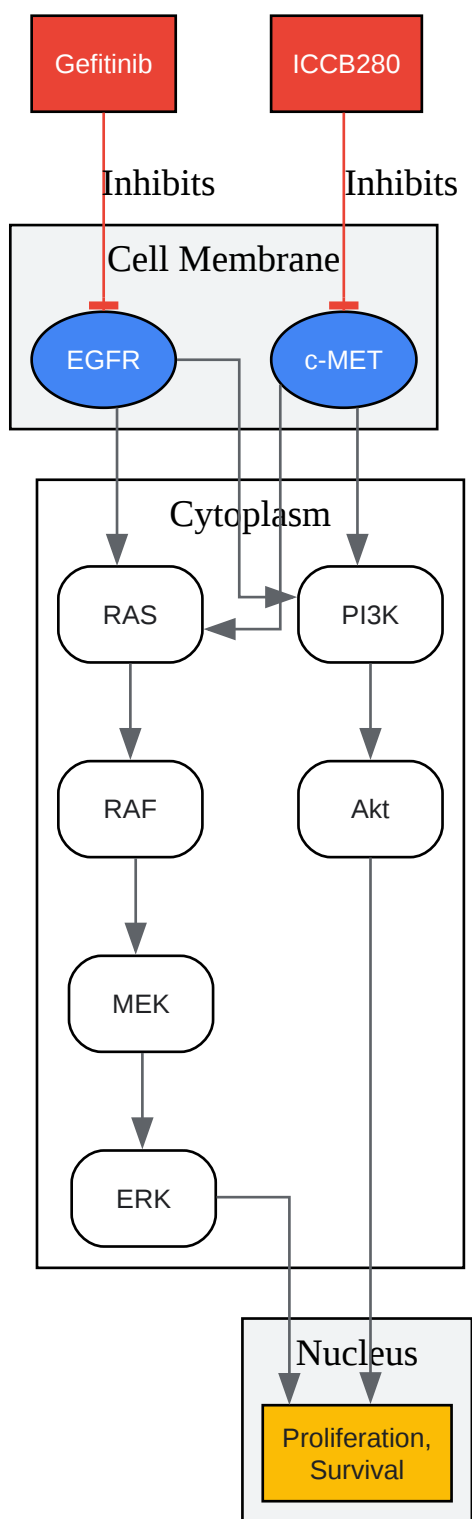 Gefitinib
ICCB280
Inhibits
Inhibits
Cell Membrane
EGFR
c-MET
Cytoplasm
RAS
PI3K
RAF
Akt
MEK
ERK
Nucleus
Proliferation,
Survival